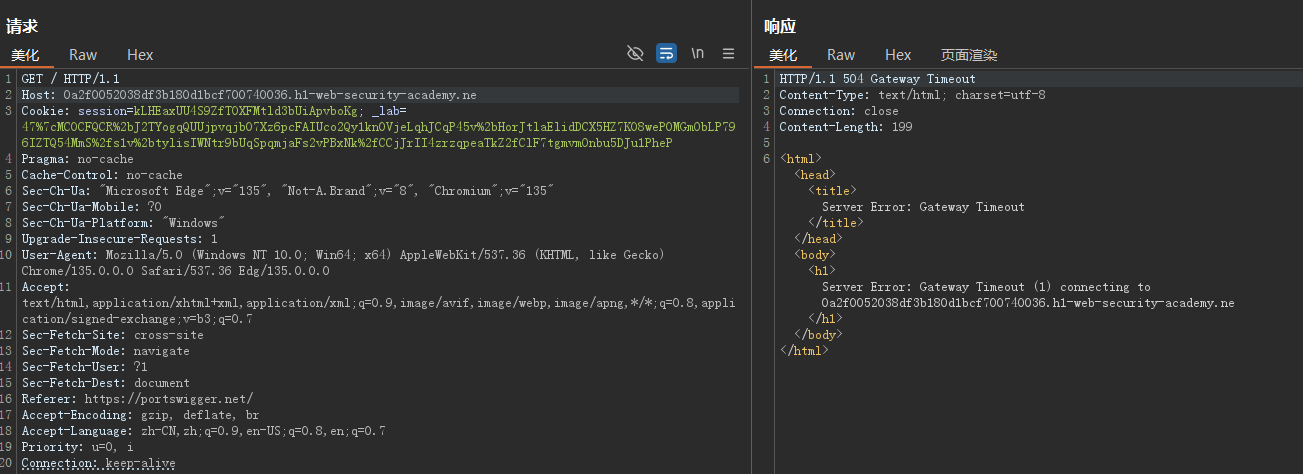 请求
美化 Raw Hex
\n
1 GET / HTTP/1.1
2 Host: 0a2f0052038df3b180d1bcf700740036.h1-web-security-academy.ne
3 Cookie: session=kLHEaxUU4S9ZfTOXFMtld3bUiApvboKg; _lab=
47%7cMCOCFQCR%2bJ2TYogqQUUjpvqjbO7Xz6pcFAIUco2Qy1knOVjeLqhJCqP45v%2bHorJtlaElidDCX5HZ7KO8wePOMGmObLP79
6IZTQ54MmS%2fs1v%2btylisIWNtr9bUqSpqmjaFs2vPBxNk%2fCCjJrII4zrzqpeaTkZ2fClF7tgmvmOnbu5DJu1PheP
4 Pragma: no-cache
5 Cache-Control: no-cache
6 Sec-Ch-Ua: "Microsoft Edge";v="135", "Not-A.Brand";v="8", "Chromium";v="135"
7 Sec-Ch-Ua-Mobile: ?0
8 Sec-Ch-Ua-Platform: "Windows"
9 Upgrade-Insecure-Requests: 1
10 User-Agent: Mozilla/5.0 (Windows NT 10.0; Win64; x64) AppleWebKit/537.36 (KHTML, like Gecko)
Chrome/135.0.0.0 Safari/537.36 Edg/135.0.0.0
11 Accept:
text/html,application/xhtml+xml,application/xml;q=0.9,image/avif,image/webp,image/apng,*/*;q=0.8,appli
cation/signed-exchange;v=b3;q=0.7
12 Sec-Fetch-Site: cross-site
13 Sec-Fetch-Mode: navigate
14 Sec-Fetch-User: ?1
15 Sec-Fetch-Dest: document
16 Referer: https://portswigger.net/
17 Accept-Encoding: gzip, deflate, br
18 Accept-Language: zh-CN,zh;q=0.9,en-US;q=0.8,en;q=0.7
19 Priority: u=0, i
20 Connection: keep-alive
响应
美化 Raw Hex 页面渲染
1 HTTP/1.1 504 Gateway Timeout
2 Content-Type: text/html; charset=utf-8
3 Connection: close
4 Content-Length: 199
5
6 <html>
<head>
<title>
Server Error: Gateway Timeout
</title>
</head>
<body>
<h1>
Server Error: Gateway Timeout (1) connecting to
0a2f0052038df3b180d1bcf700740036.h1-web-security-academy.ne
</h1>
</body>
</html>